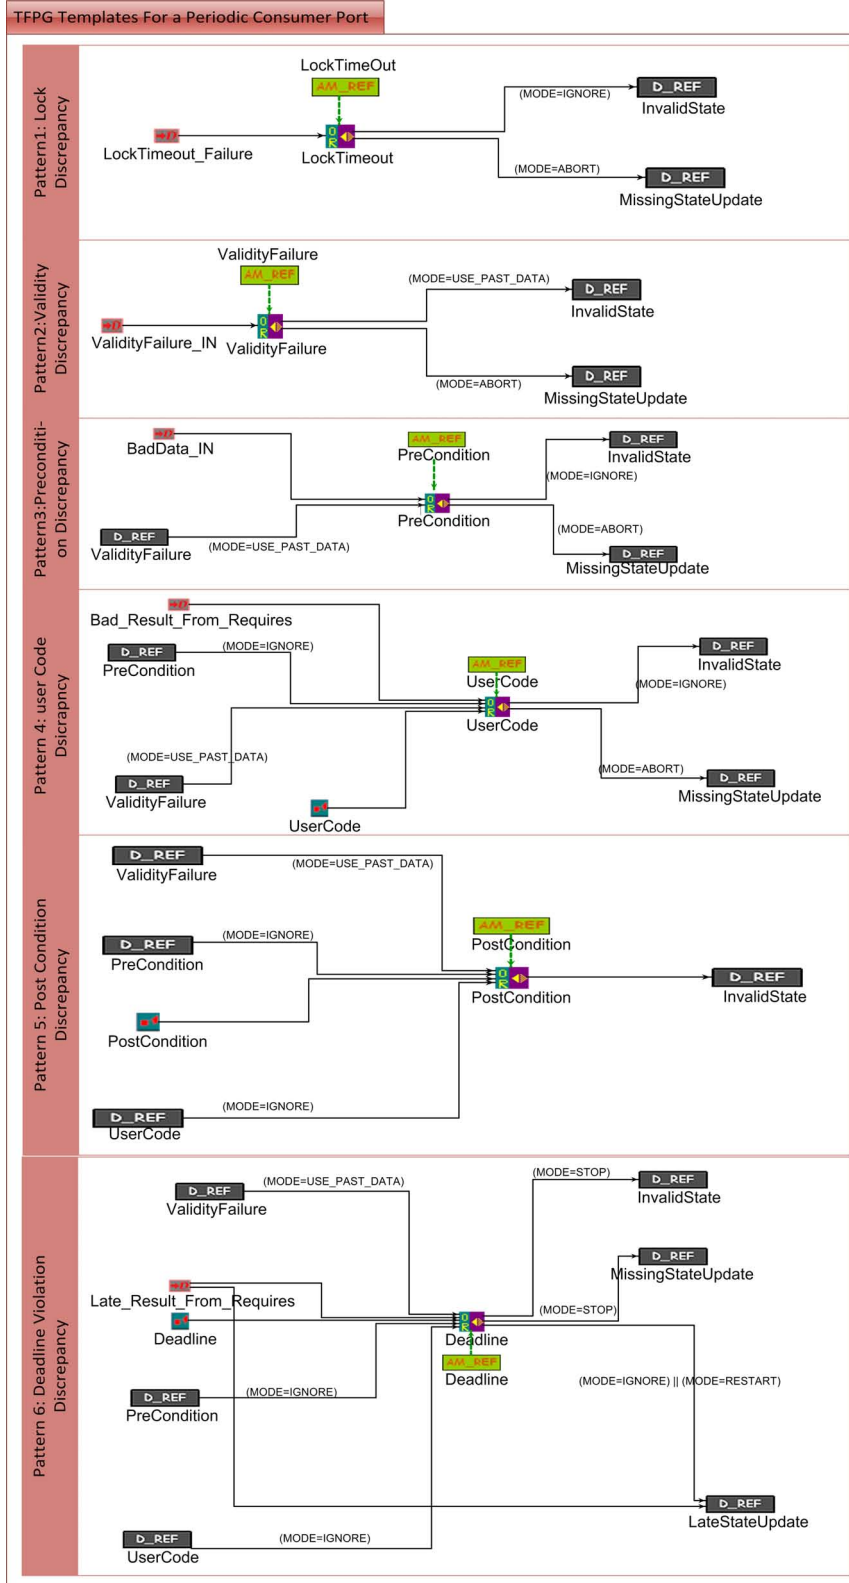 TFPG Templates For a Periodic Consumer Port
Pattern1: Lock
Discrepancy
LockTimeOut
AM_REF
D_REF
(MODE=IGNORE)
InvalidState
D
O
R
LockTimeout_Failure
LockTimeout
(MODE=ABORT)
D_REF
MissingStateUpdate
Pattern2:Validity
Discrepancy
ValidityFailure
AM_REF
(MODE=USE_PAST_DATA)
D_REF
InvalidState
D
O
R
ValidityFailure_IN
ValidityFailure
D_REF
(MODE=ABORT)
MissingStateUpdate
Pattern3:Preconditi-
on Discrepancy
D
BadData_IN
AM_REF
PreCondition
D_REF
InvalidState
(MODE=IGNORE)
O
R
PreCondition
D_REF
ValidityFailure
(MODE=USE_PAST_DATA)
(MODE=ABORT)
D_REF
MissingStateUpdate
Pattern 4: user Code
Dsicrapncy
D
Bad_Result_From_Requires
D_REF
(MODE=IGNORE)
PreCondition
AM_REF
UserCode
D_REF
InvalidState
(MODE=IGNORE)
O
R
UserCode
(MODE=USE_PAST_DATA)
D_REF
ValidityFailure
(MODE=ABORT)
D_REF
MissingStateUpdate
UserCode
Pattern 5: Post Condition
Discrepancy
D_REF
ValidityFailure
(MODE=USE_PAST_DATA)
D_REF
(MODE=IGNORE)
PreCondition
AM_REF
PostCondition
O
R
PostCondition
D_REF
InvalidState
PostCondition
D_REF
(MODE=IGNORE)
UserCode
Pattern 6: Deadline Violation
Discrepancy
D_REF
(MODE=USE_PAST_DATA)
ValidityFailure
(MODE=STOP)
D_REF
InvalidState
D_REF
MissingStateUpdate
D
Late_Result_From_Requires
(MODE=STOP)
Deadline
O
R
Deadline
AM_REF
Deadline
D_REF
(MODE=IGNORE)
PreCondition
(MODE=IGNORE) || (MODE=RESTART)
D_REF
LateStateUpdate
D_REF
(MODE=IGNORE)
UserCode